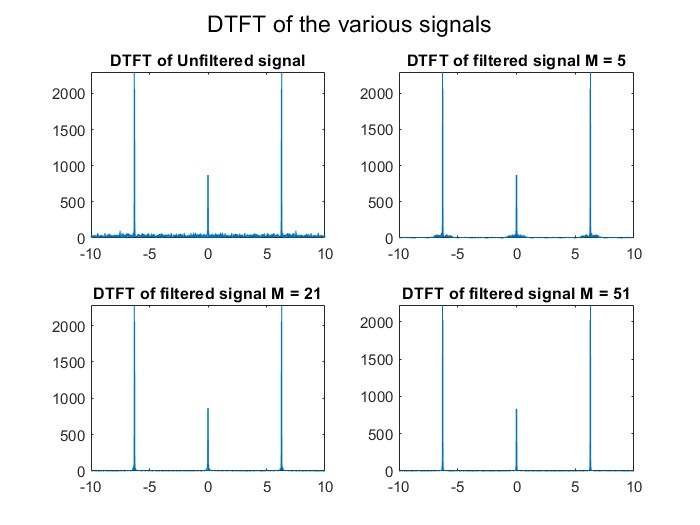 DTFT of the various signals
DTFT of Unfiltered signal
2000
1500
1000
500
0
-10 -5 0 5 10
DTFT of filtered signal M = 5
2000
1500
1000
500
0
-10 -5 0 5 10
DTFT of filtered signal M = 21
2000
1500
1000
500
0
-10 -5 0 5 10
DTFT of filtered signal M = 51
2000
1500
1000
500
0
-10 -5 0 5 10